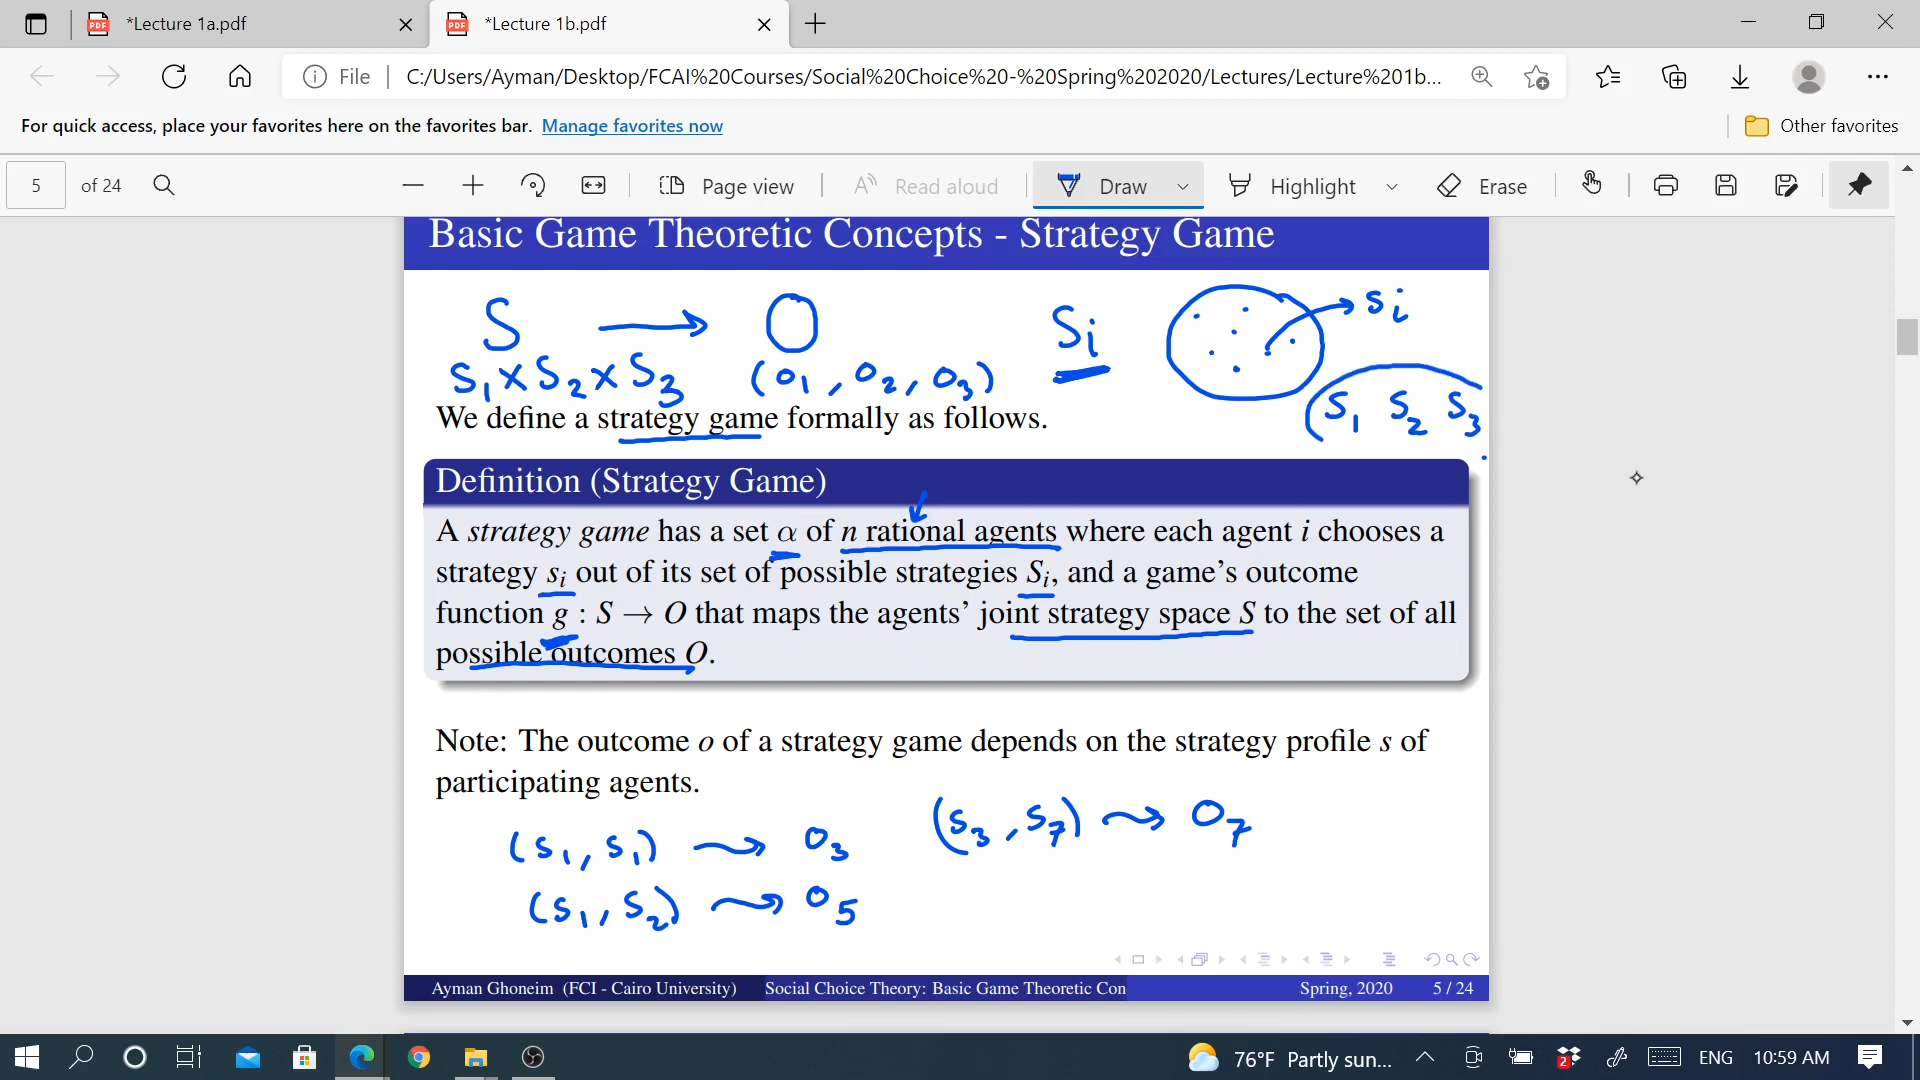 *Lecture 1a.pdf
*Lecture 1b.pdf
File
C:/Users/Ayman/Desktop/FCAI%20Courses/Social%20Choice%20-%20Spring%202020/Lectures/Lecture%201b...
For quick access, place your favorites here on the favorites bar. Manage favorites now
Other favorites
5 of 24
Page view
Read aloud
Draw
Highlight
Erase
Basic Game Theoretic Concepts - Strategy Game
S → O
Si → si
S1 × S2 × S3 (o1, o2, o3)
(S1 S2 S3
We define a strategy game formally as follows.
Definition (Strategy Game)
A strategy game has a set α of n rational agents where each agent i chooses a
strategy si out of its set of possible strategies Si, and a game's outcome
function g : S → O that maps the agents' joint strategy space S to the set of all
possible outcomes O.
Note: The outcome o of a strategy game depends on the strategy profile s of
participating agents.
(s1, s1) → o3
(s3, s7) → o7
(s1, s2) → o5
Ayman Ghoneim (FCI - Cairo University) Social Choice Theory: Basic Game Theoretic Con Spring, 2020 5 / 24
76°F Partly sun... 2 ENG 10:59 AM